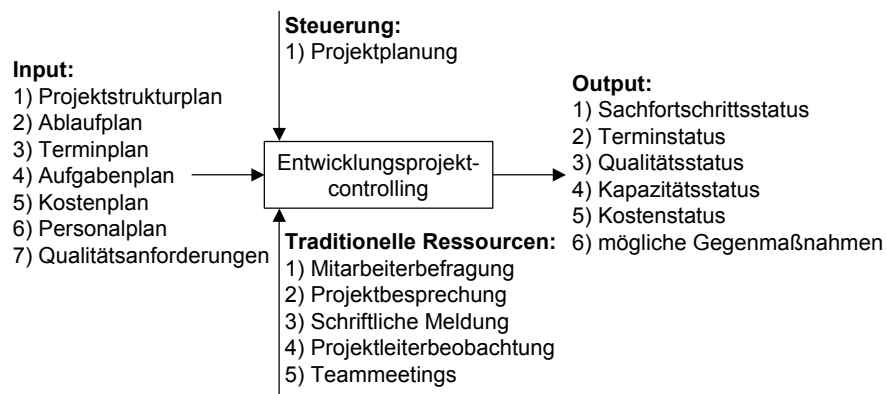 Steuerung:
1) Projektplanung
Input:
1) Projektstrukturplan
2) Ablaufplan
3) Terminplan
4) Aufgabenplan
5) Kostenplan
6) Personalplan
7) Qualitätsanforderungen
Entwicklungsprojekt-
controlling
Output:
1) Sachfortschrittsstatus
2) Terminstatus
3) Qualitätsstatus
4) Kapazitätsstatus
5) Kostenstatus
6) mögliche Gegenmaßnahmen
Traditionelle Ressourcen:
1) Mitarbeiterbefragung
2) Projektbesprechung
3) Schriftliche Meldung
4) Projektleiterbeobachtung
5) Teammeetings